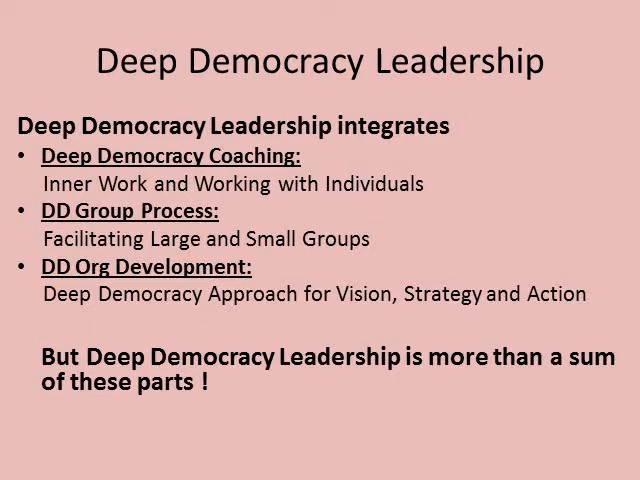 Deep Democracy Leadership
Deep Democracy Leadership integrates
• Deep Democracy Coaching:
Inner Work and Working with Individuals
• DD Group Process:
Facilitating Large and Small Groups
• DD Org Development:
Deep Democracy Approach for Vision, Strategy and Action
But Deep Democracy Leadership is more than a sum
of these parts !